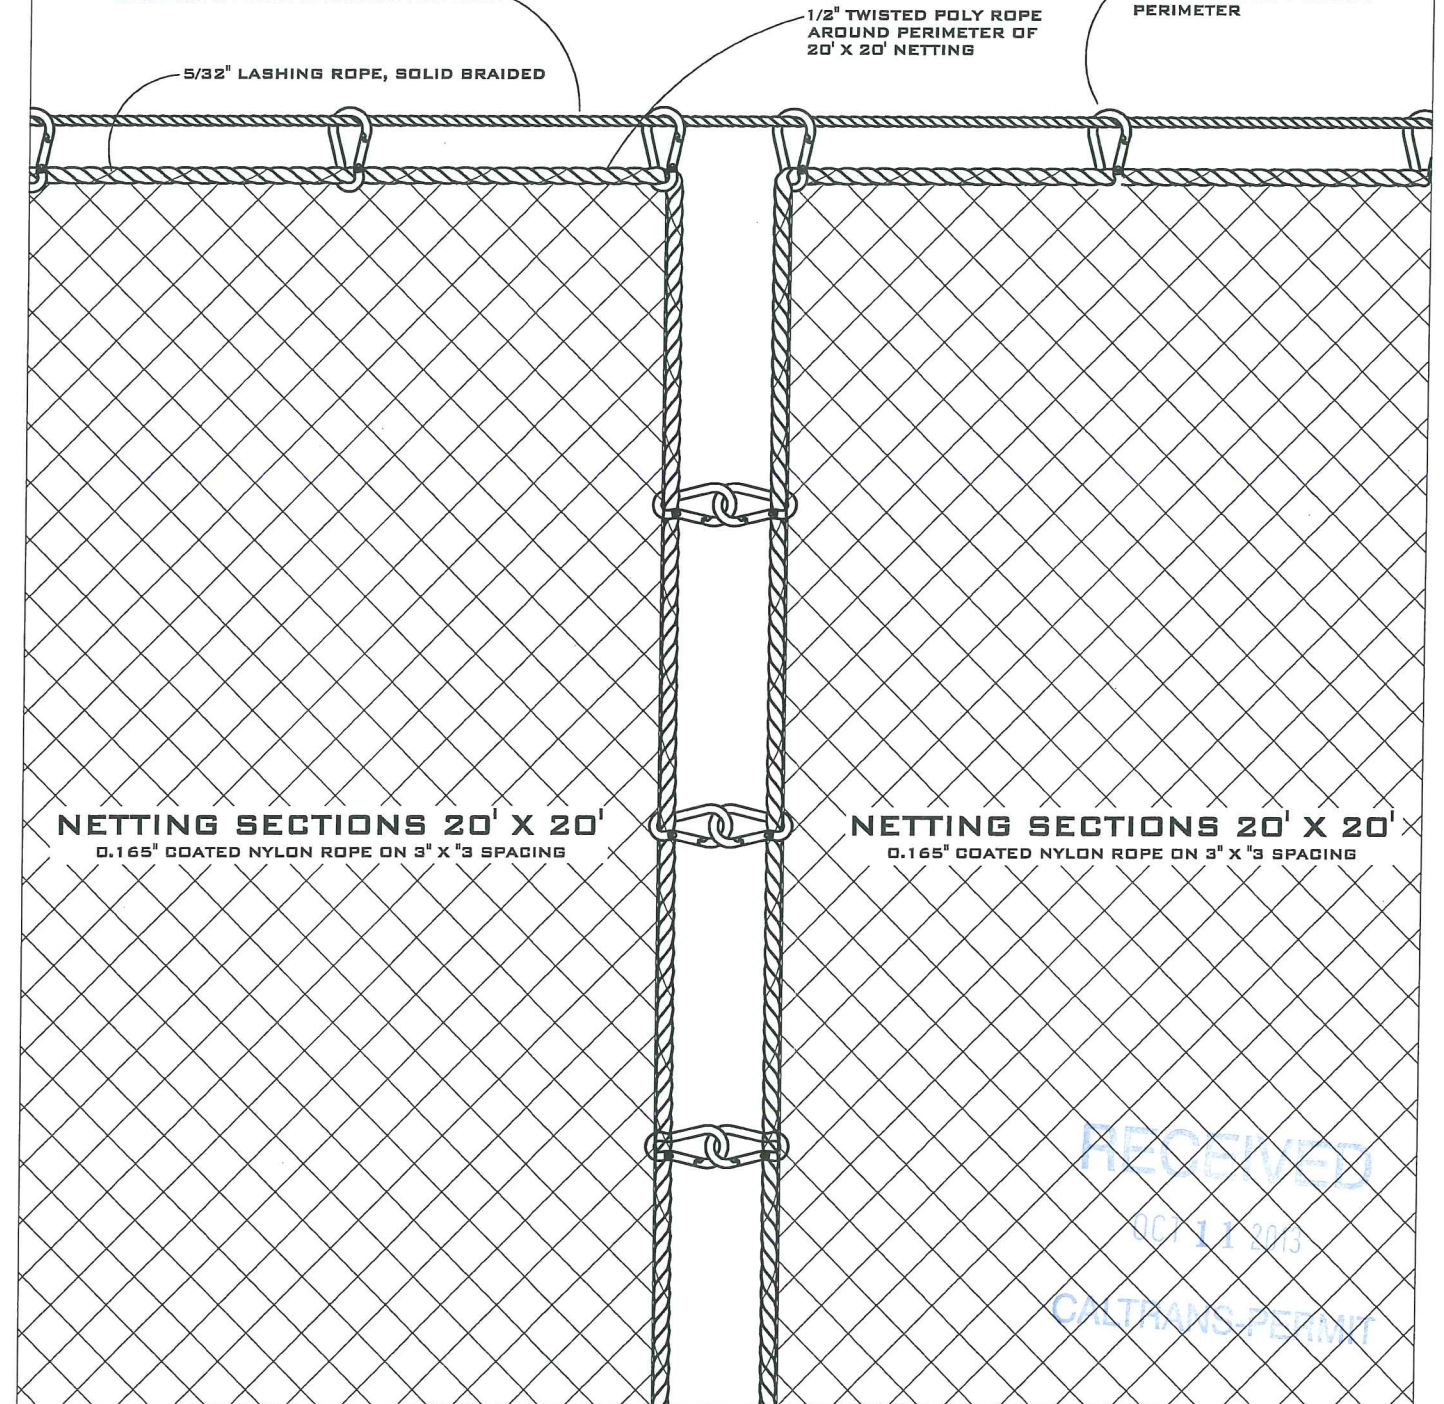 1/2" TWISTED POLY ROPE
AROUND PERIMETER OF
20' X 20' NETTING
PERIMETER
5/32" LASHING ROPE, SOLID BRAIDED
NETTING SECTIONS 20' X 20'
0.165" COATED NYLON ROPE ON 3" X "3 SPACING
NETTING SECTIONS 20' X 20'
0.165" COATED NYLON ROPE ON 3" X "3 SPACING
RECEIVED
OCT 11 2013
CALTRANS-PERMIT